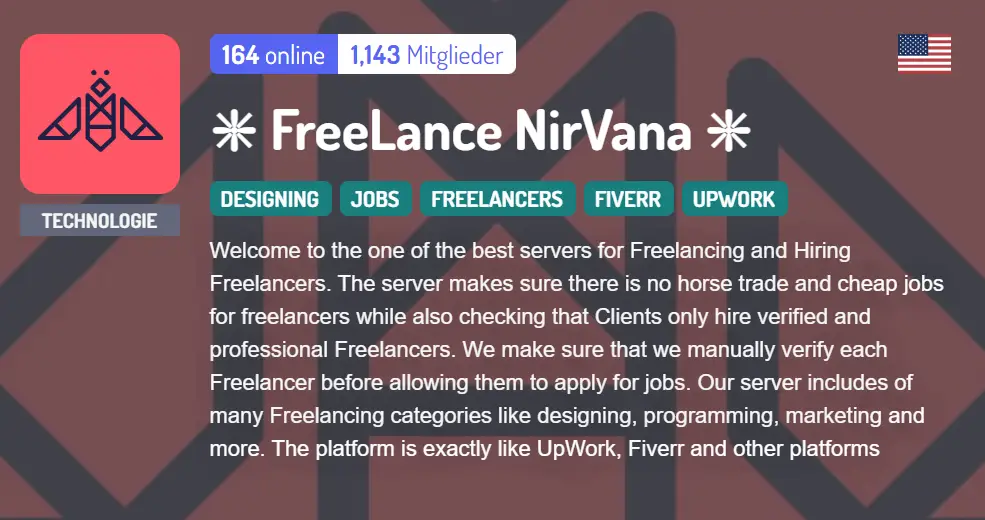 164 online 1,143 Mitglieder
✳ FreeLance NirVana ✳
TECHNOLOGIE
DESIGNING JOBS FREELANCERS FIVERR UPWORK
Welcome to the one of the best servers for Freelancing and Hiring
Freelancers. The server makes sure there is no horse trade and cheap jobs
for freelancers while also checking that Clients only hire verified and
professional Freelancers. We make sure that we manually verify each
Freelancer before allowing them to apply for jobs. Our server includes of
many Freelancing categories like designing, programming, marketing and
more. The platform is exactly like UpWork, Fiverr and other platforms